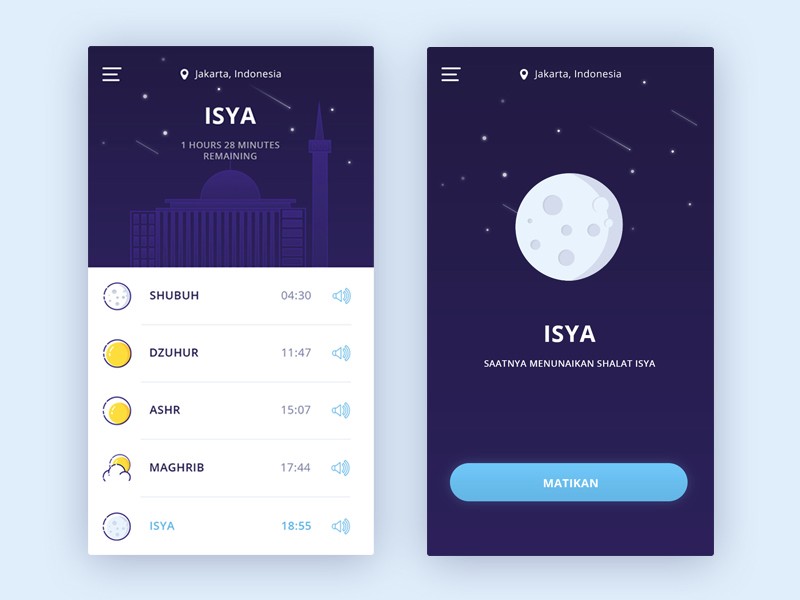 Jakarta, Indonesia
ISYA
1 HOURS 28 MINUTES
REMAINING
SHUBUH 04:30
DZUHUR 11:47
ASHR 15:07
MAGHRIB 17:44
ISYA 18:55
Jakarta, Indonesia
ISYA
SAATNYA MENUNAIKAN SHALAT ISYA
MATIKAN